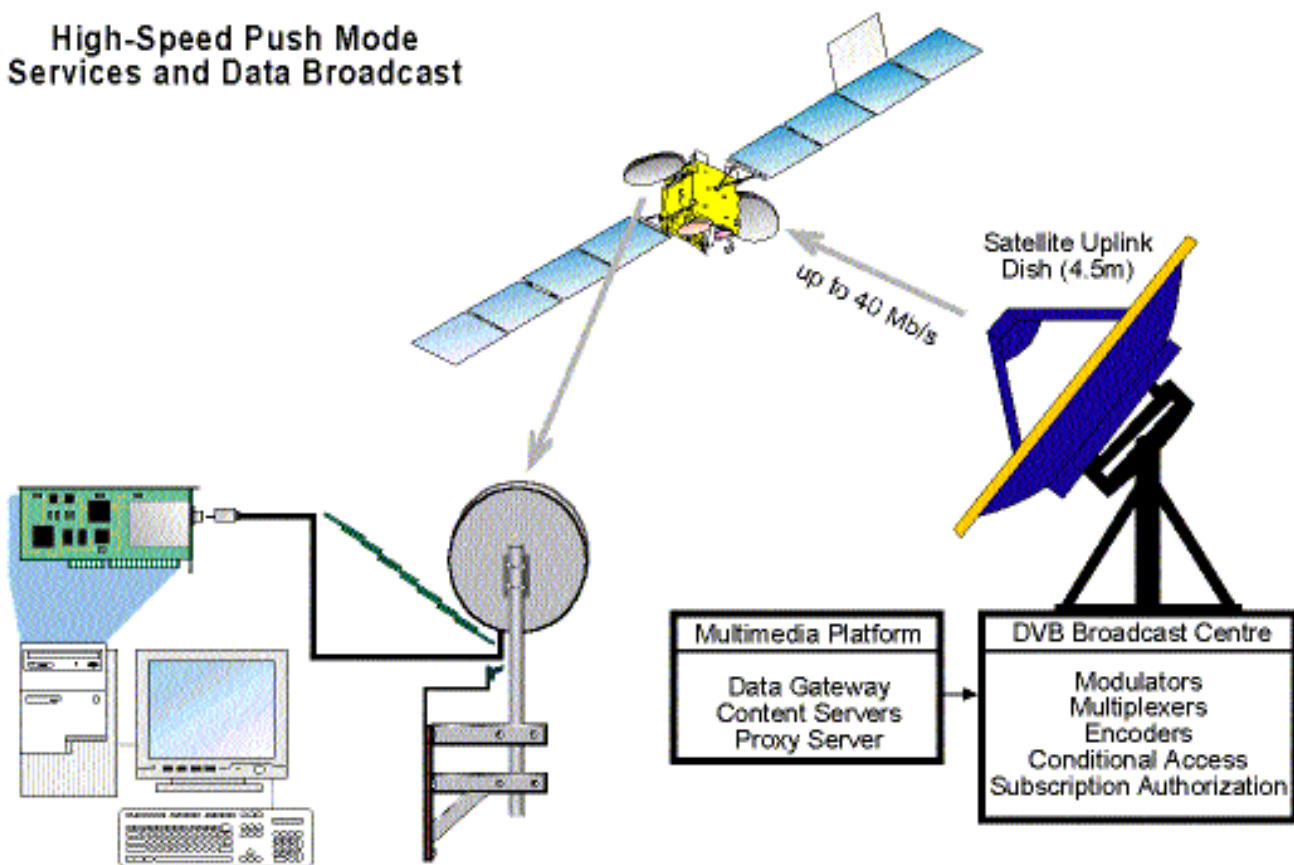 High-Speed Push Mode
Services and Data Broadcast
Satellite Uplink
Dish (4.5m)
up to 40 Mb/s
Multimedia Platform
Data Gateway
Content Servers
Proxy Server
DVB Broadcast Centre
Modulators
Multiplexers
Encoders
Conditional Access
Subscription Authorization